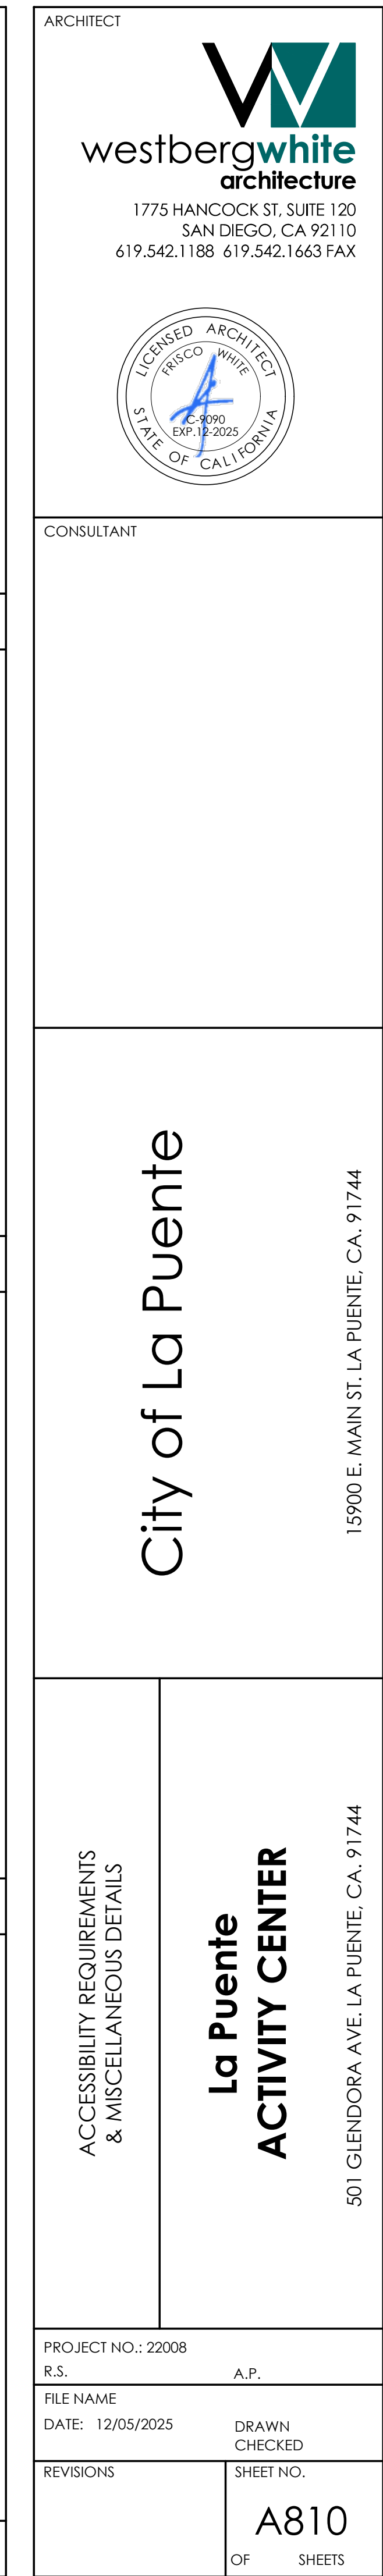 ARCHITECT
westbergwhite
architecture
1775 HANCOCK ST, SUITE 120
SAN DIEGO, CA 92110
619.542.1188 619.542.1663 FAX
LICENSED ARCHITECT
FRISCO WHITE
C-9090
EXP.12-2025
STATE OF CALIFORNIA
CONSULTANT
City of La Puente
15900 E. MAIN ST. LA PUENTE, CA. 91744
ACCESSIBILITY REQUIREMENTS
& MISCELLANEOUS DETAILS
La Puente
ACTIVITY CENTER
501 GLENDORA AVE. LA PUENTE, CA. 91744
PROJECT NO.: 22008
R.S. A.P.
FILE NAME
DATE: 12/05/2025 DRAWN
CHECKED
REVISIONS SHEET NO.
A810
OF SHEETS